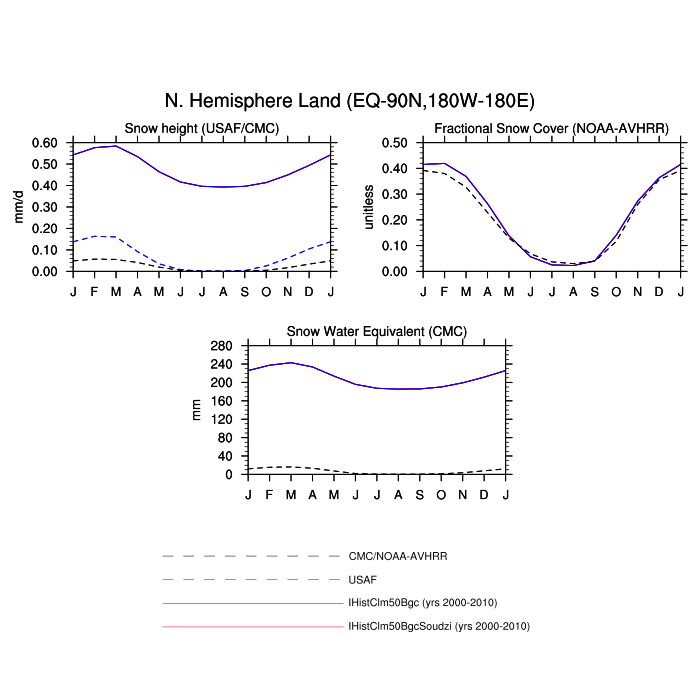 N. Hemisphere Land (EQ-90N,180W-180E)
Snow height (USAF/CMC)
mm/d
0.60
0.50
0.40
0.30
0.20
0.10
0.00
J F M A M J J A S O N D J
Fractional Snow Cover (NOAA-AVHRR)
unitless
0.50
0.40
0.30
0.20
0.10
0.00
J F M A M J J A S O N D J
Snow Water Equivalent (CMC)
mm
280
240
200
160
120
80
40
0
J F M A M J J A S O N D J
CMC/NOAA-AVHRR
USAF
IHistClm50Bgc (yrs 2000-2010)
IHistClm50BgcSoudzi (yrs 2000-2010)